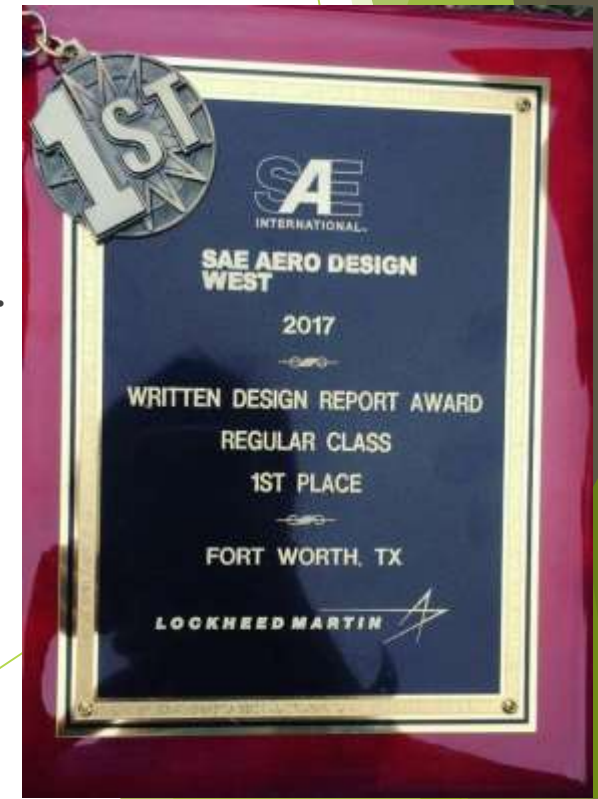 1ST
SAE
INTERNATIONAL™
SAE AERO DESIGN
WEST
2017
WRITTEN DESIGN REPORT AWARD
REGULAR CLASS
1ST PLACE
FORT WORTH, TX
LOCKHEED MARTIN